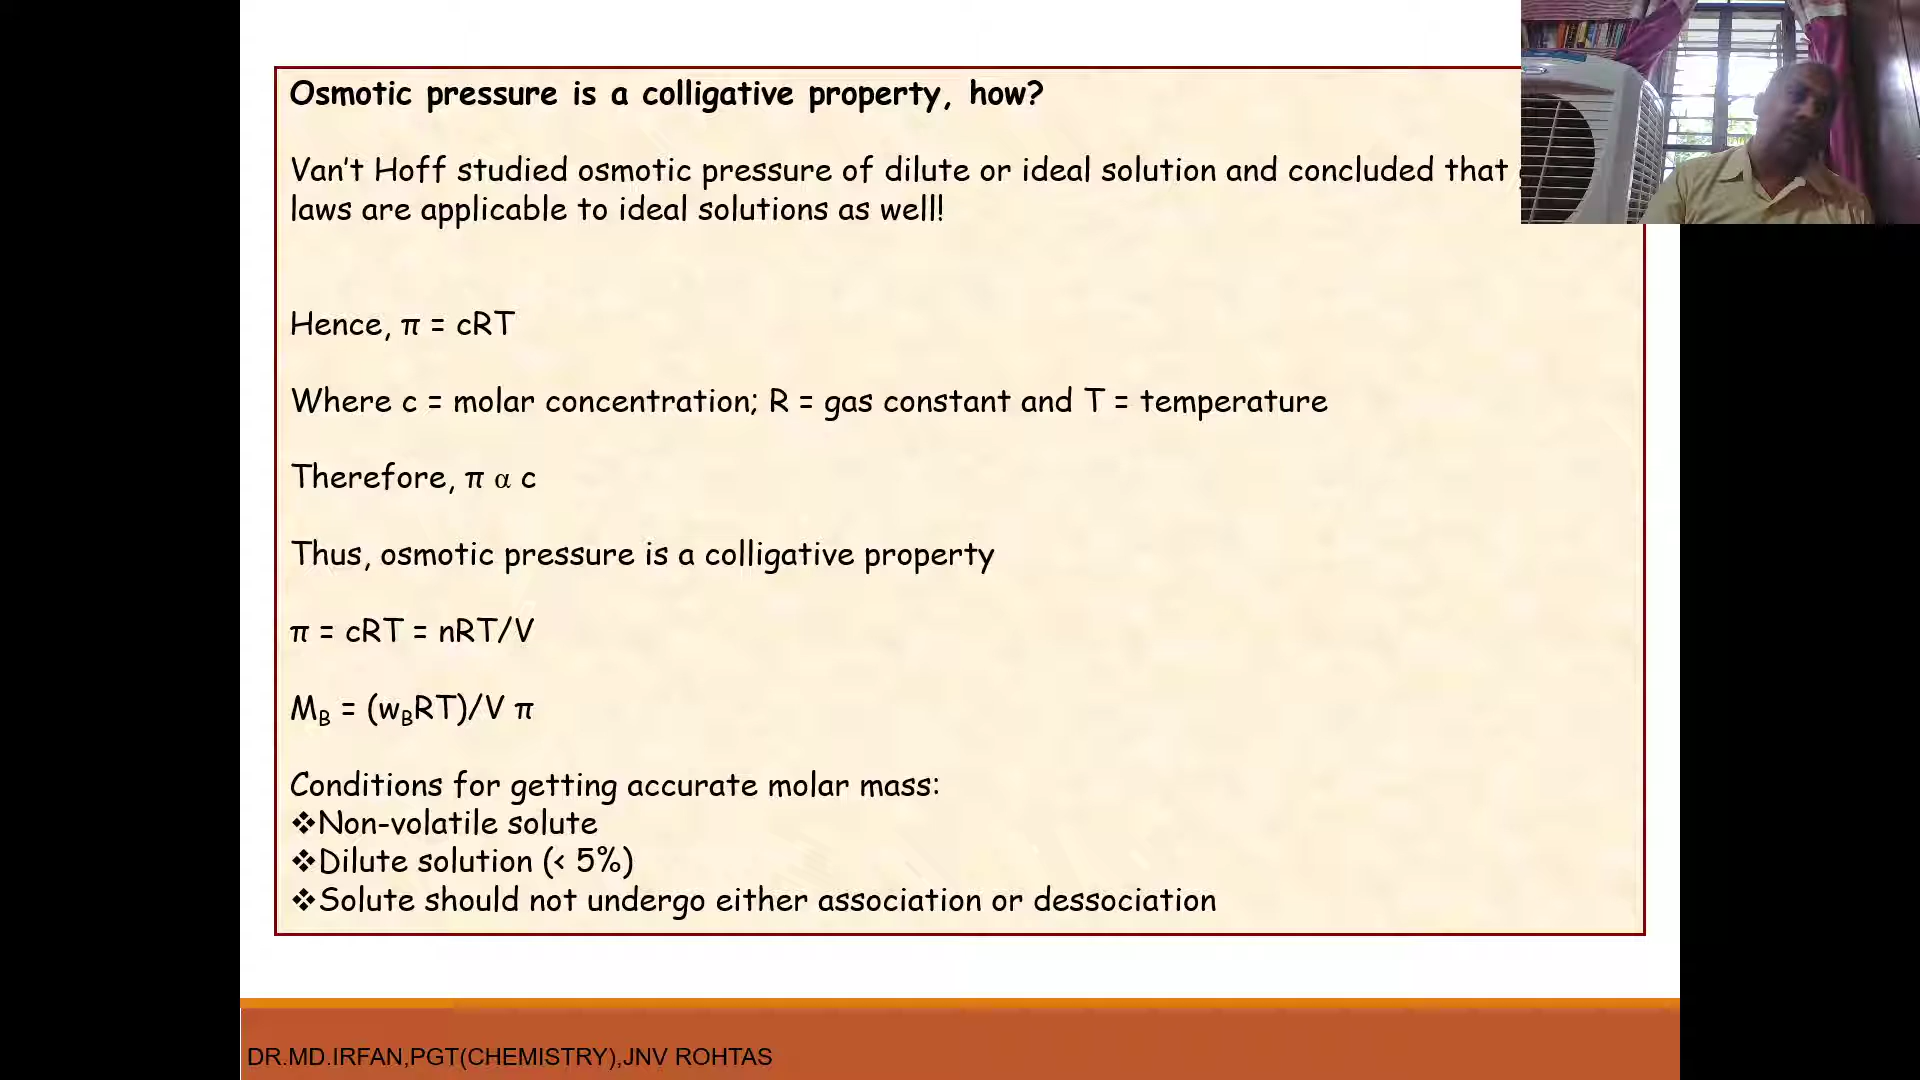 Osmotic pressure is a colligative property, how?
Van't Hoff studied osmotic pressure of dilute or ideal solution and concluded that
laws are applicable to ideal solutions as well!
Hence, π = cRT
Where c = molar concentration; R = gas constant and T = temperature
Therefore, π α c
Thus, osmotic pressure is a colligative property
π = cRT = nRT/V
M_B = (w_BRT)/V π
Conditions for getting accurate molar mass:
❖Non-volatile solute
❖Dilute solution (< 5%)
❖Solute should not undergo either association or dessociation
DR.MD.IRFAN,PGT(CHEMISTRY),JNV ROHTAS